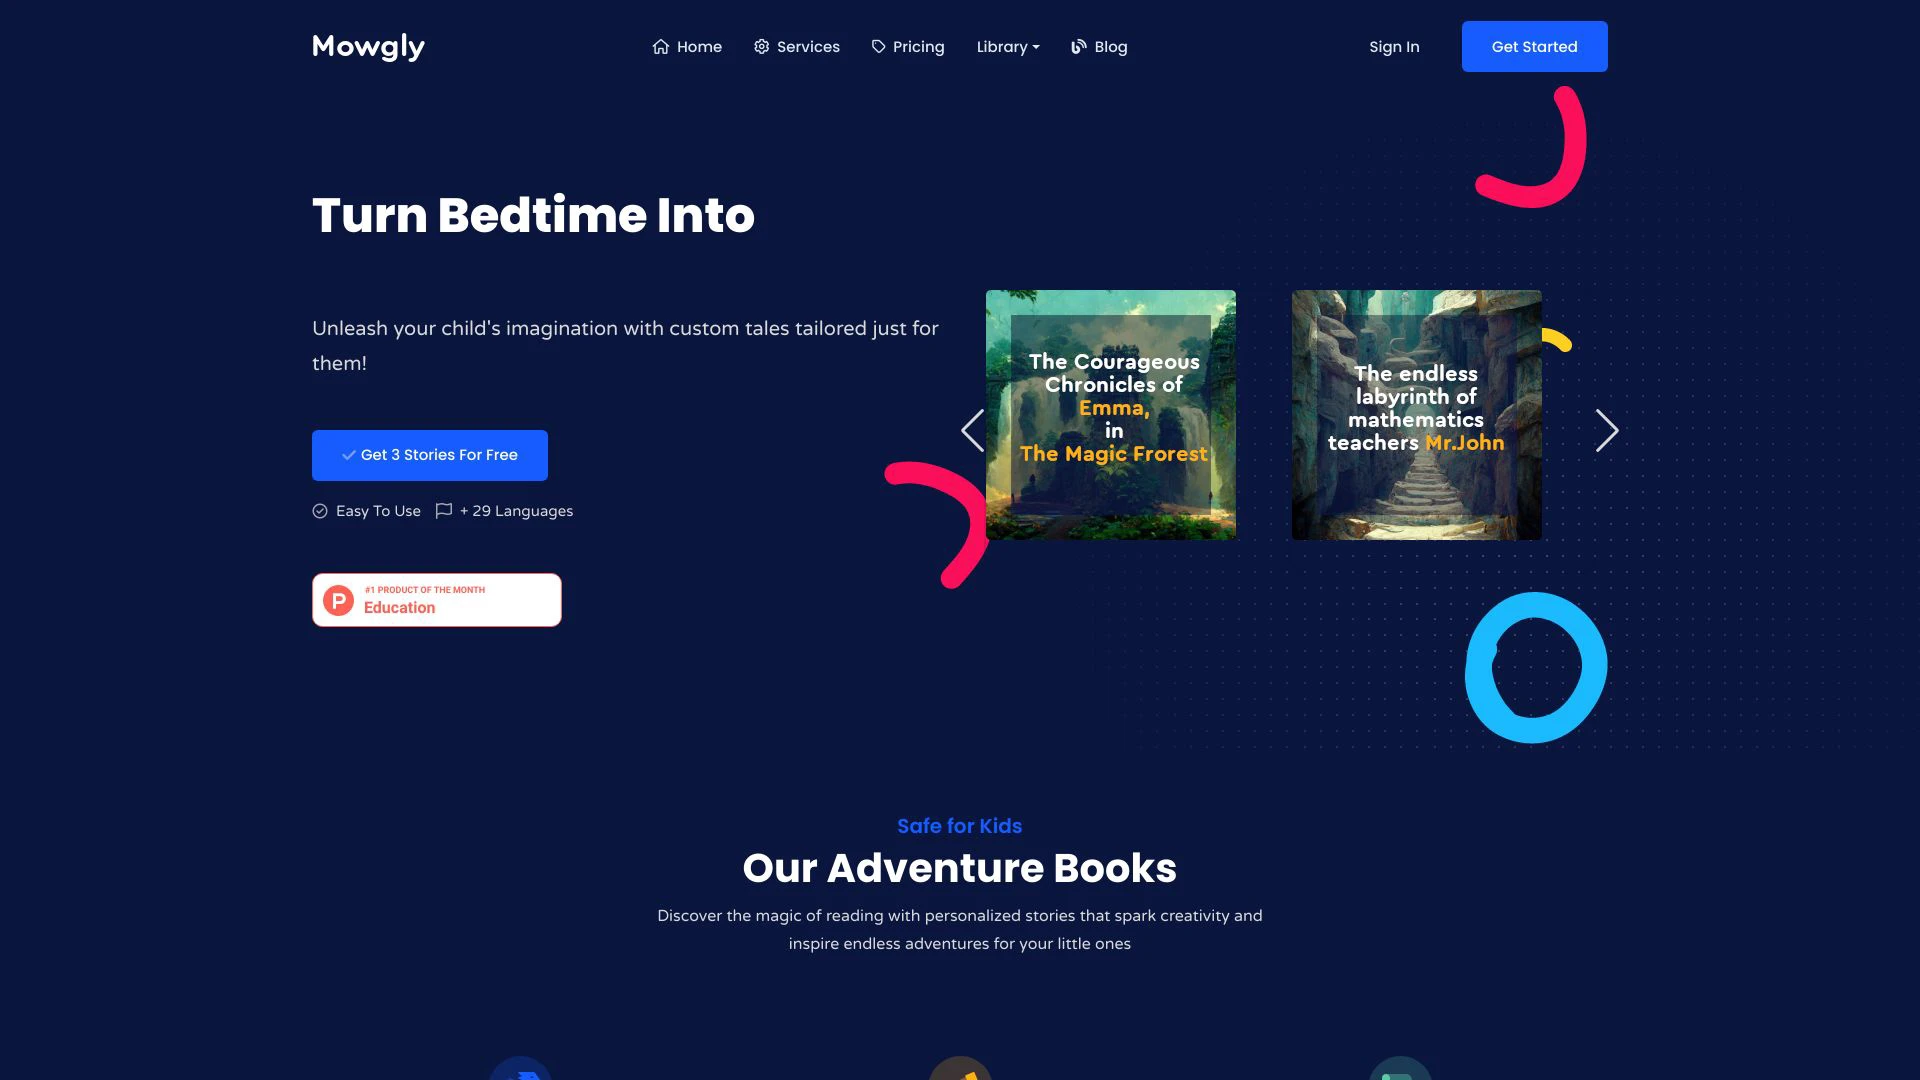 Mowgly
Home
Services
Pricing
Library
Blog
Sign In
Get Started
Turn Bedtime Into
Unleash your child's imagination with custom tales tailored just for
them!
Get 3 Stories For Free
Easy To Use
+ 29 Languages
P
#1 PRODUCT OF THE MONTH
Education
The Courageous
Chronicles of
Emma,
in
The Magic Frorest
The endless
labyrinth of
mathematics
teachers Mr.John
Safe for Kids
Our Adventure Books
Discover the magic of reading with personalized stories that spark creativity and
inspire endless adventures for your little ones